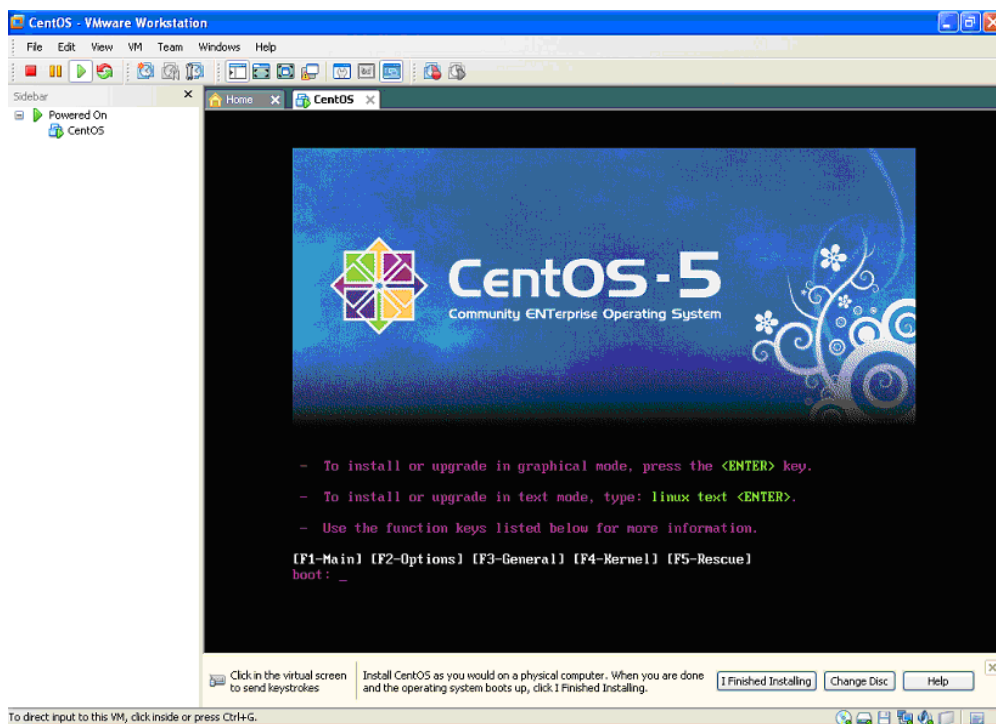 CentOS - VMware Workstation
File Edit View VM Team Windows Help
Sidebar
Powered On
CentOS
Home
CentOS
CentOS-5
Community ENTerprise Operating System
- To install or upgrade in graphical mode, press the <ENTER> key.
- To install or upgrade in text mode, type: linux text <ENTER>.
- Use the function keys listed below for more information.
[F1-Main] [F2-Options] [F3-General] [F4-Kernel] [F5-Rescue]
boot: _
Click in the virtual screen
to send keystrokes
Install CentOS as you would on a physical computer. When you are done
and the operating system boots up, click I Finished Installing.
I Finished Installing
Change Disc
Help
To direct input to this VM, click inside or press Ctrl+G.